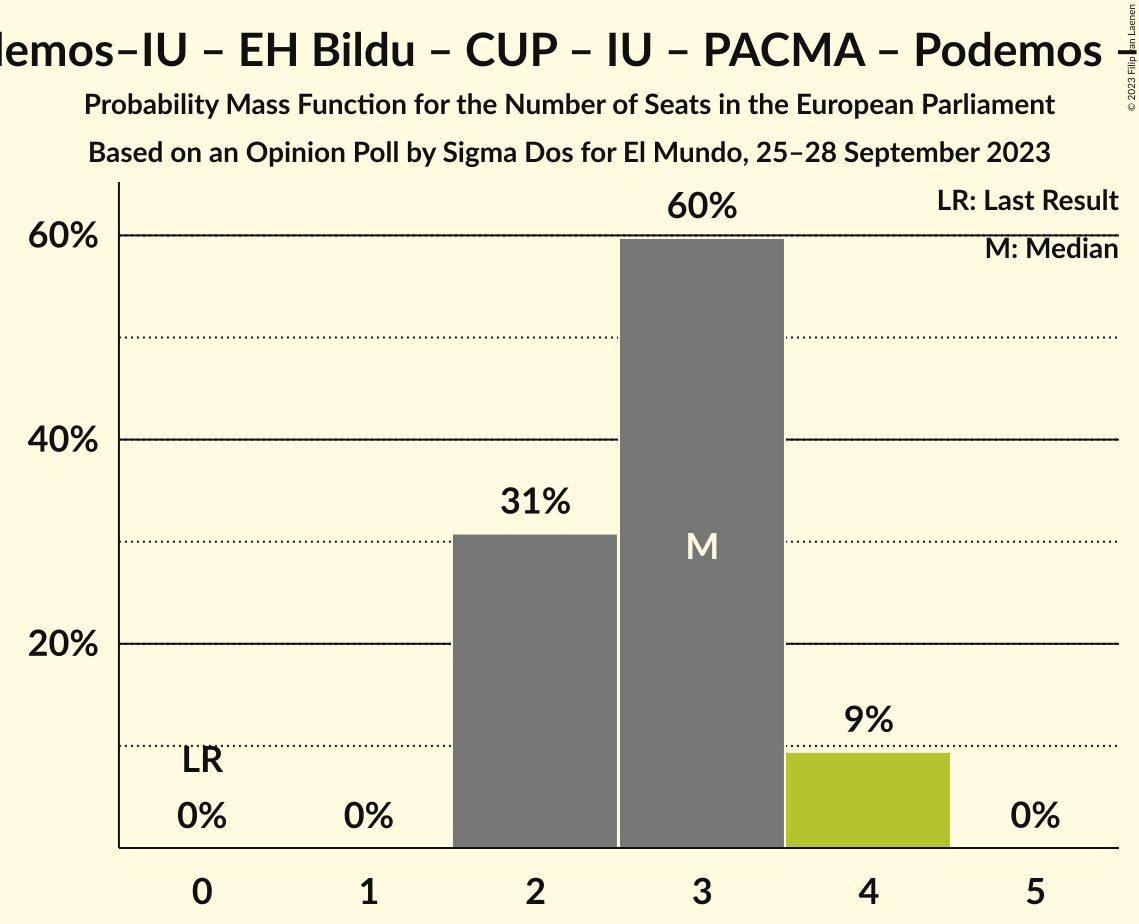 –IU – EH Bildu – CUP – IU – PACMA – Podemos –
Probability Mass Function for the Number of Seats in the European Parliament
Based on an Opinion Poll by Sigma Dos for El Mundo, 25–28 September 2023
© 2023 Filip van Laenen
LR: Last Result
M: Median
60%
40%
20%
60%
31%
M
9%
LR
0%
0%
0%
0
1
2
3
4
5